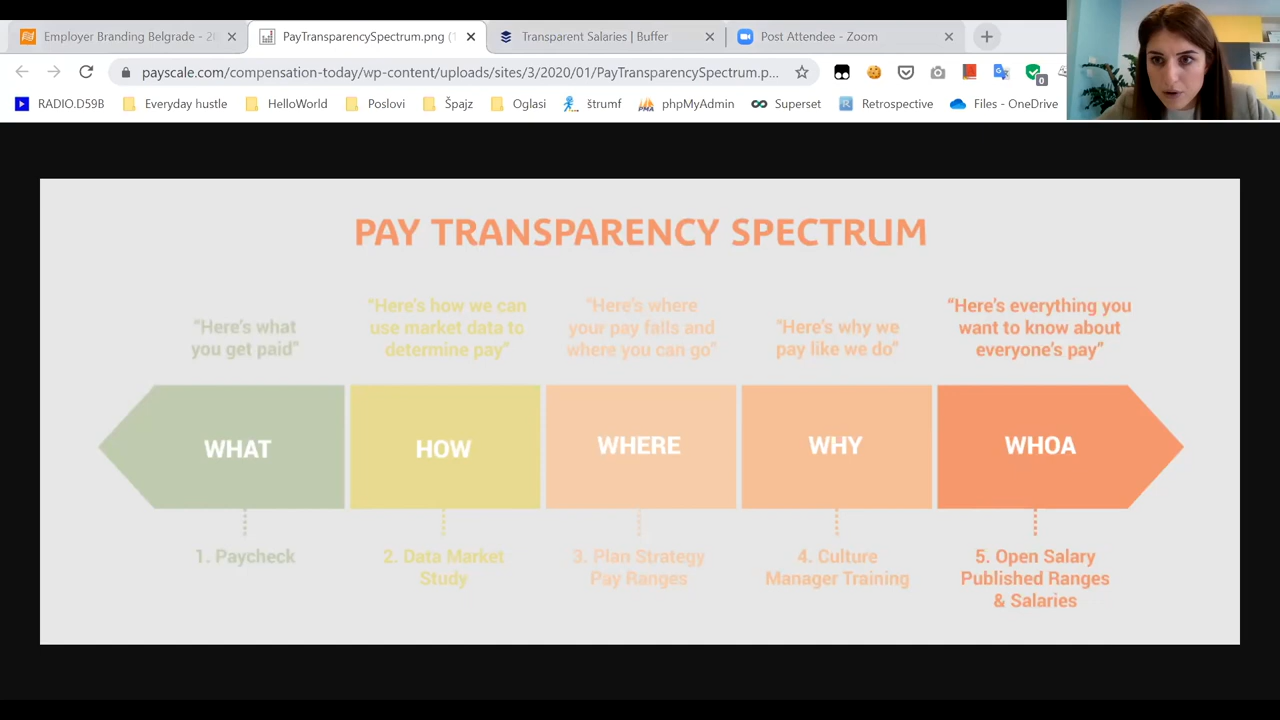 Employer Branding Belgrade - 20
PayTransparencySpectrum.png (1
Transparent Salaries | Buffer
Post Attendee - Zoom
payscale.com/compensation-today/wp-content/uploads/sites/3/2020/01/PayTransparencySpectrum.p...
0
RADIO.D59B
Everyday hustle
HelloWorld
Poslovi
Špajz
Oglasi
štrumf
PMA
phpMyAdmin
Superset
R
Retrospective
Files - OneDrive
PAY TRANSPARENCY SPECTRUM
“Here’s what
you get paid”
“Here’s how we can
use market data to
determine pay”
“Here’s where
your pay falls and
where you can go”
“Here’s why we
pay like we do”
“Here’s everything you
want to know about
everyone’s pay”
WHAT
HOW
WHERE
WHY
WHOA
1. Paycheck
2. Data Market
Study
3. Plan Strategy
Pay Ranges
4. Culture
Manager Training
5. Open Salary
Published Ranges
& Salaries